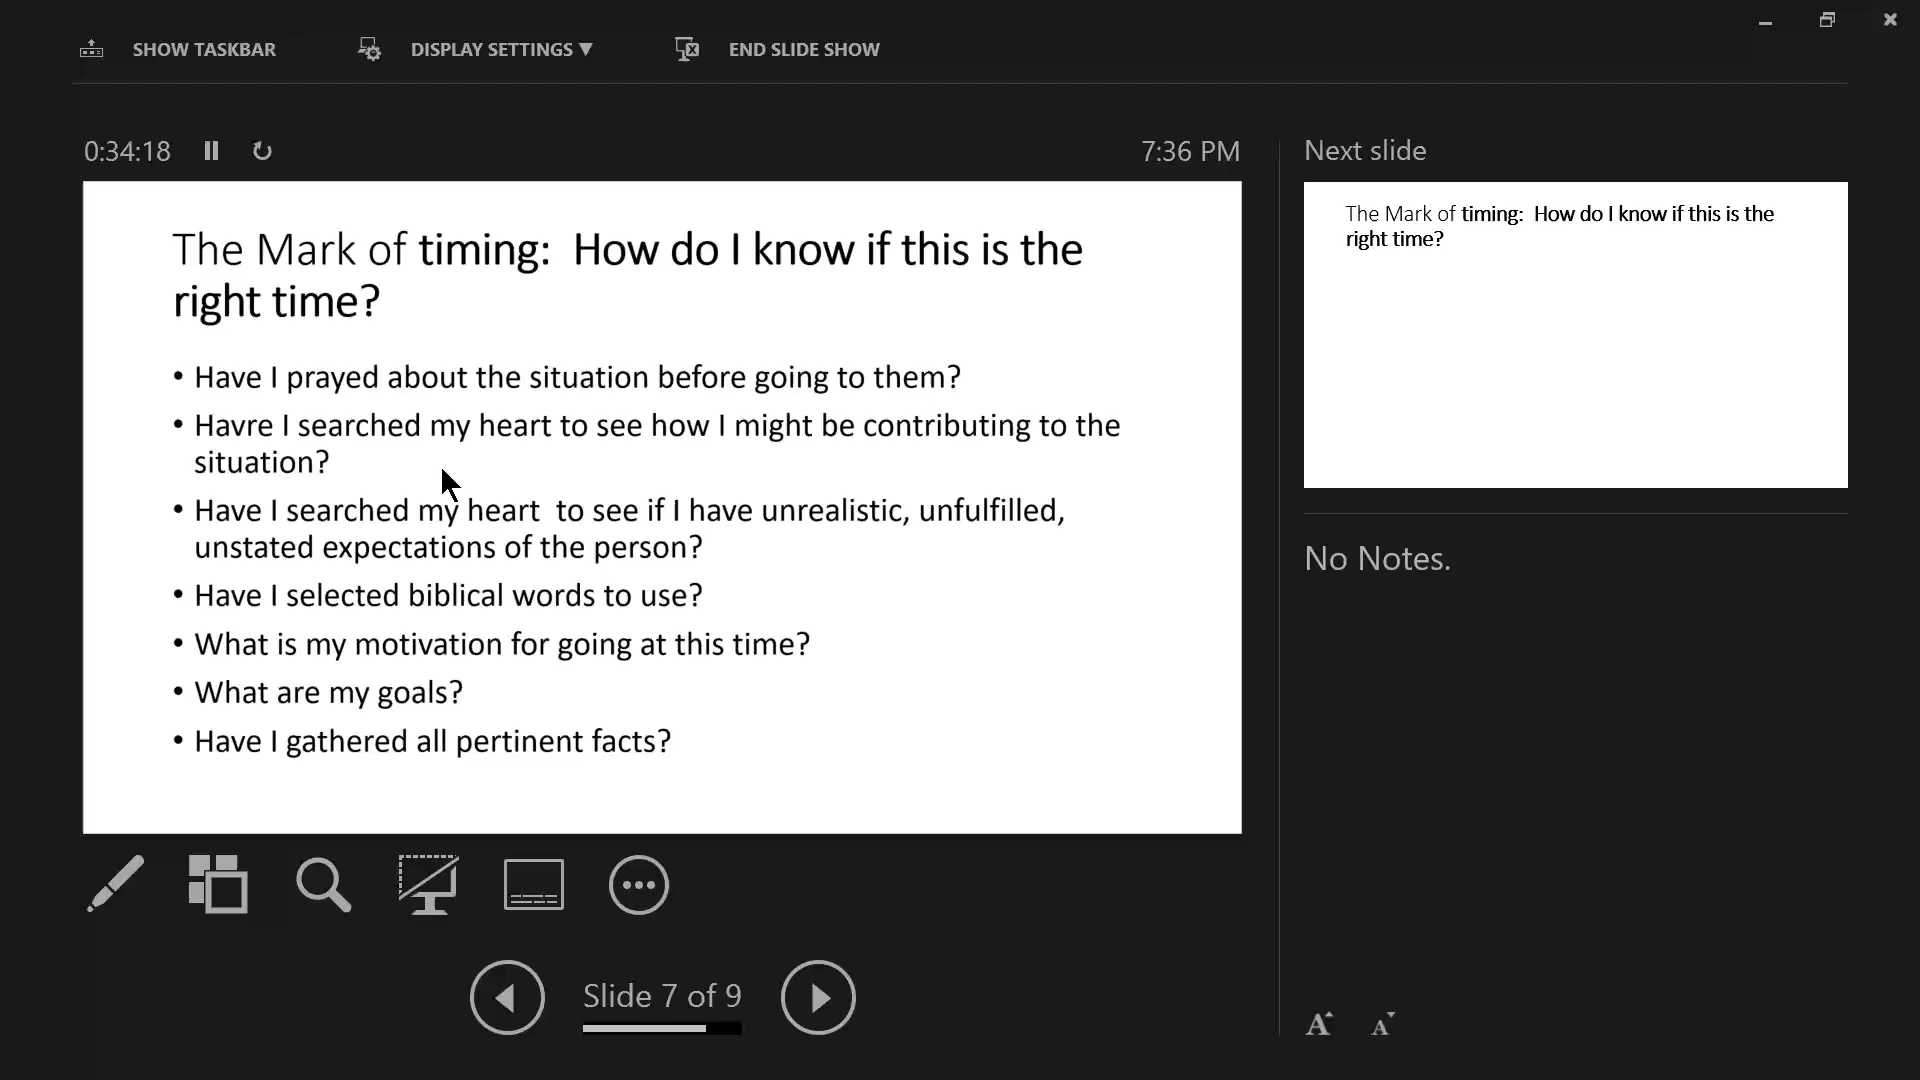 SHOW TASKBAR
DISPLAY SETTINGS ▼
END SLIDE SHOW
0:34:18
7:36 PM
The Mark of timing:  How do I know if this is the
right time?
• Have I prayed about the situation before going to them?
• Havre I searched my heart to see how I might be contributing to the
situation?
• Have I searched my heart  to see if I have unrealistic, unfulfilled,
unstated expectations of the person?
• Have I selected biblical words to use?
• What is my motivation for going at this time?
• What are my goals?
• Have I gathered all pertinent facts?
Slide 7 of 9
Next slide
The Mark of timing:  How do I know if this is the
right time?
No Notes.
A A